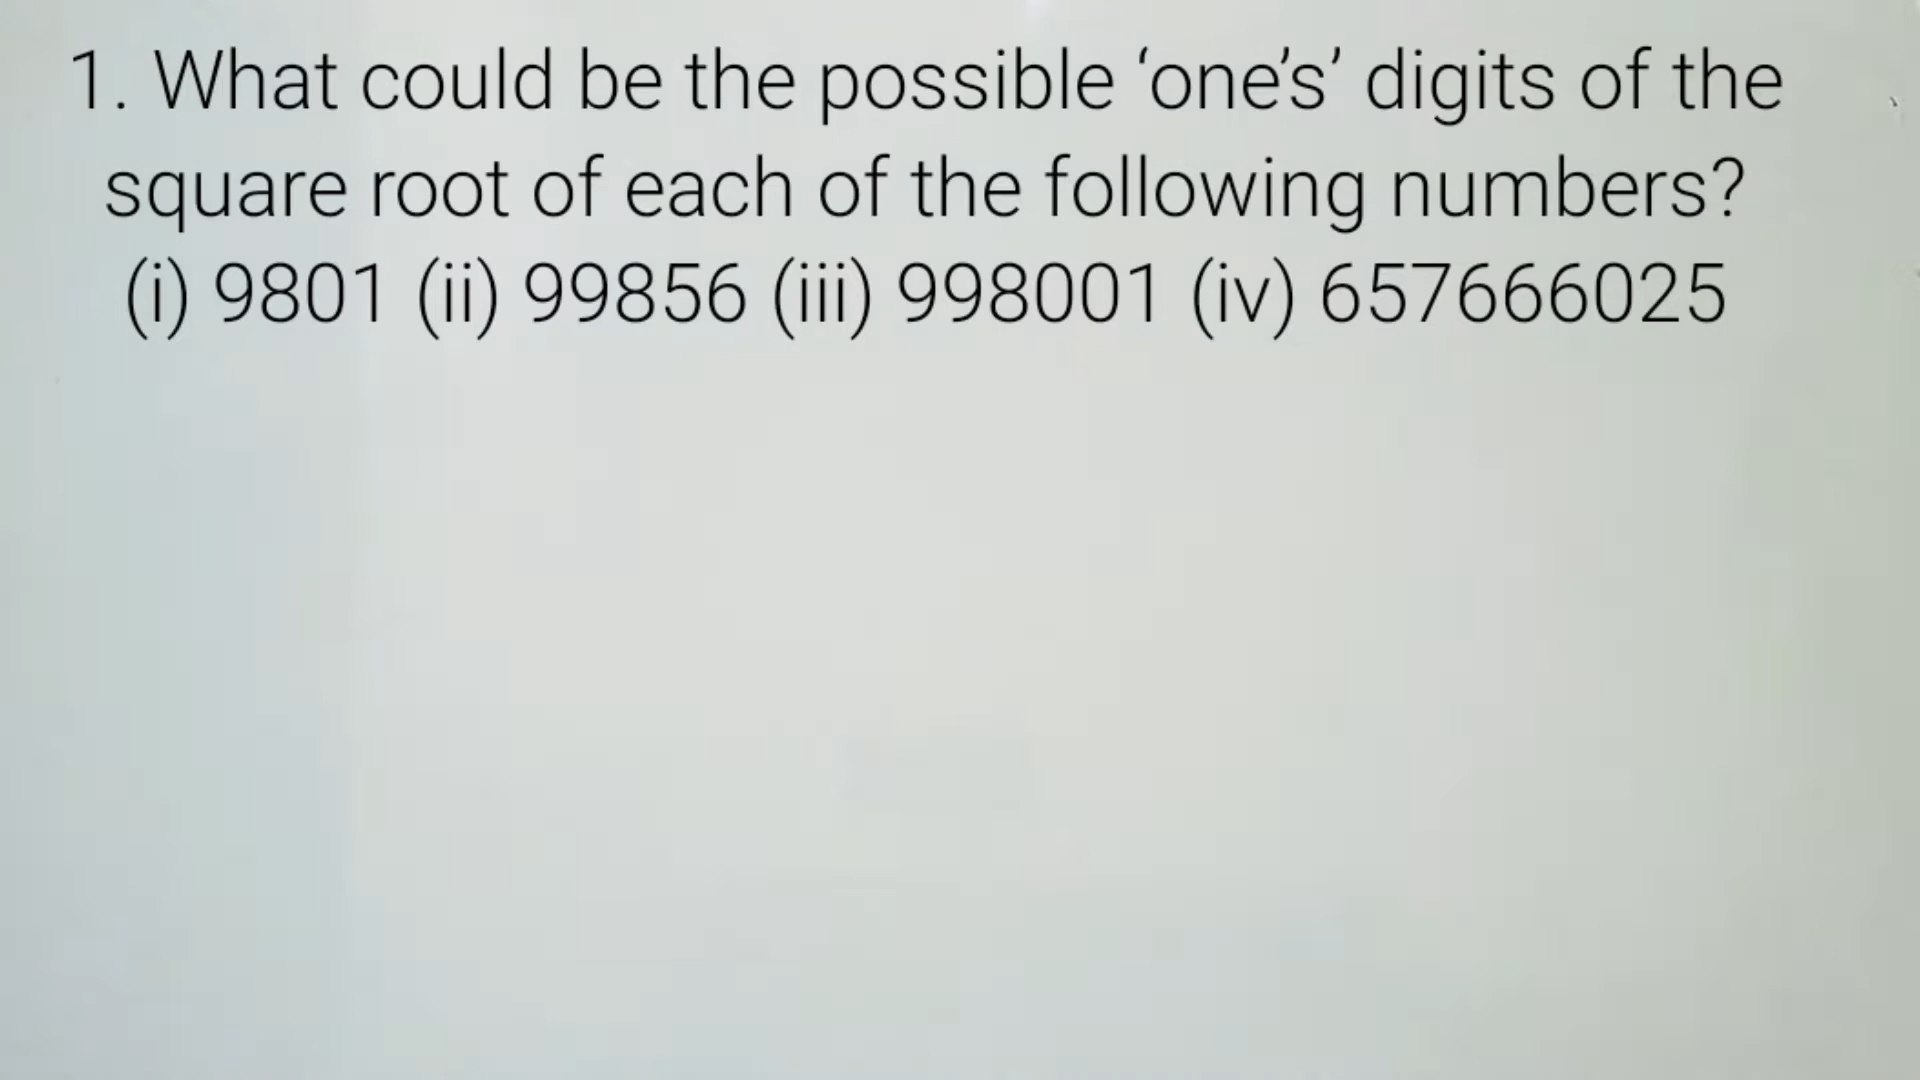 1. What could be the possible ‘one’s’ digits of the
square root of each of the following numbers?
(i) 9801 (ii) 99856 (iii) 998001 (iv) 657666025